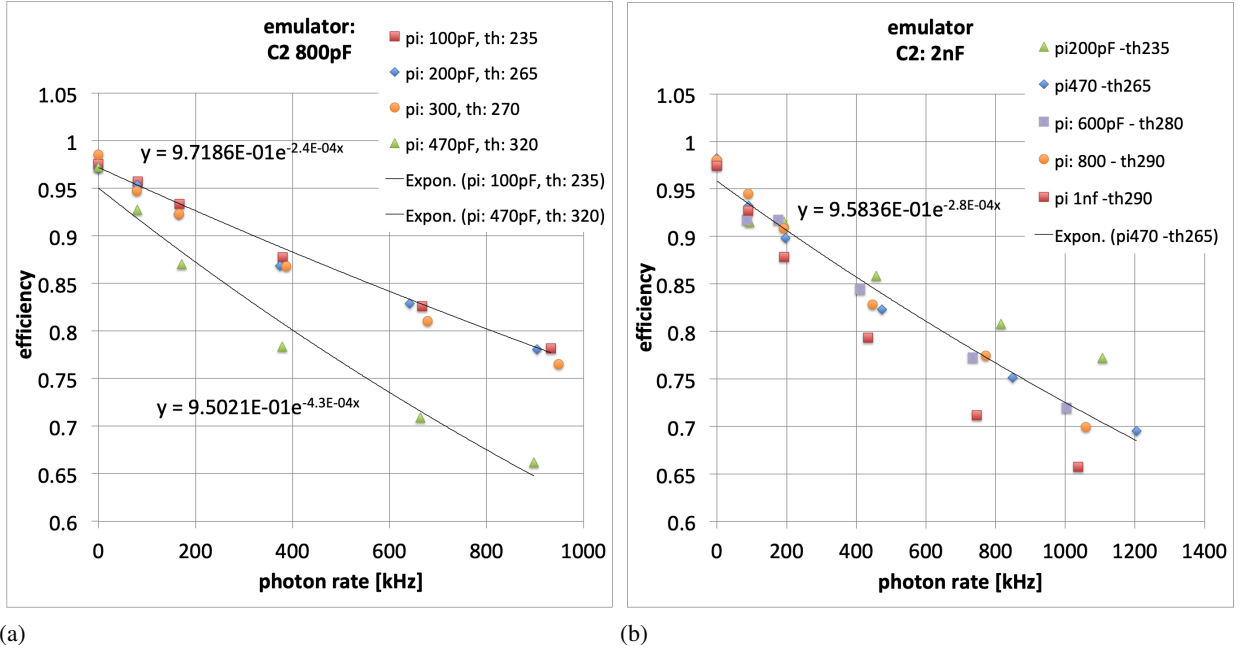 emulator:
C2 800pF
pi: 100pF, th: 235
pi: 200pF, th: 265
pi: 300, th: 270
pi: 470pF, th: 320
Expon. (pi: 100pF, th: 235)
Expon. (pi: 470pF, th: 320)
y = 9.7186E-01e^-2.4E-04x
y = 9.5021E-01e^-4.3E-04x
efficiency
1.05
1
0.95
0.9
0.85
0.8
0.75
0.7
0.65
0.6
0 200 400 600 800 1000
photon rate [kHz]
(a)
emulator
C2: 2nF
pi200pF -th235
pi470 -th265
pi: 600pF - th280
pi: 800 - th290
pi 1nf -th290
Expon. (pi470 -th265)
y = 9.5836E-01e^-2.8E-04x
efficiency
1.05
1
0.95
0.9
0.85
0.8
0.75
0.7
0.65
0.6
0 200 400 600 800 1000 1200 1400
photon rate [kHz]
(b)